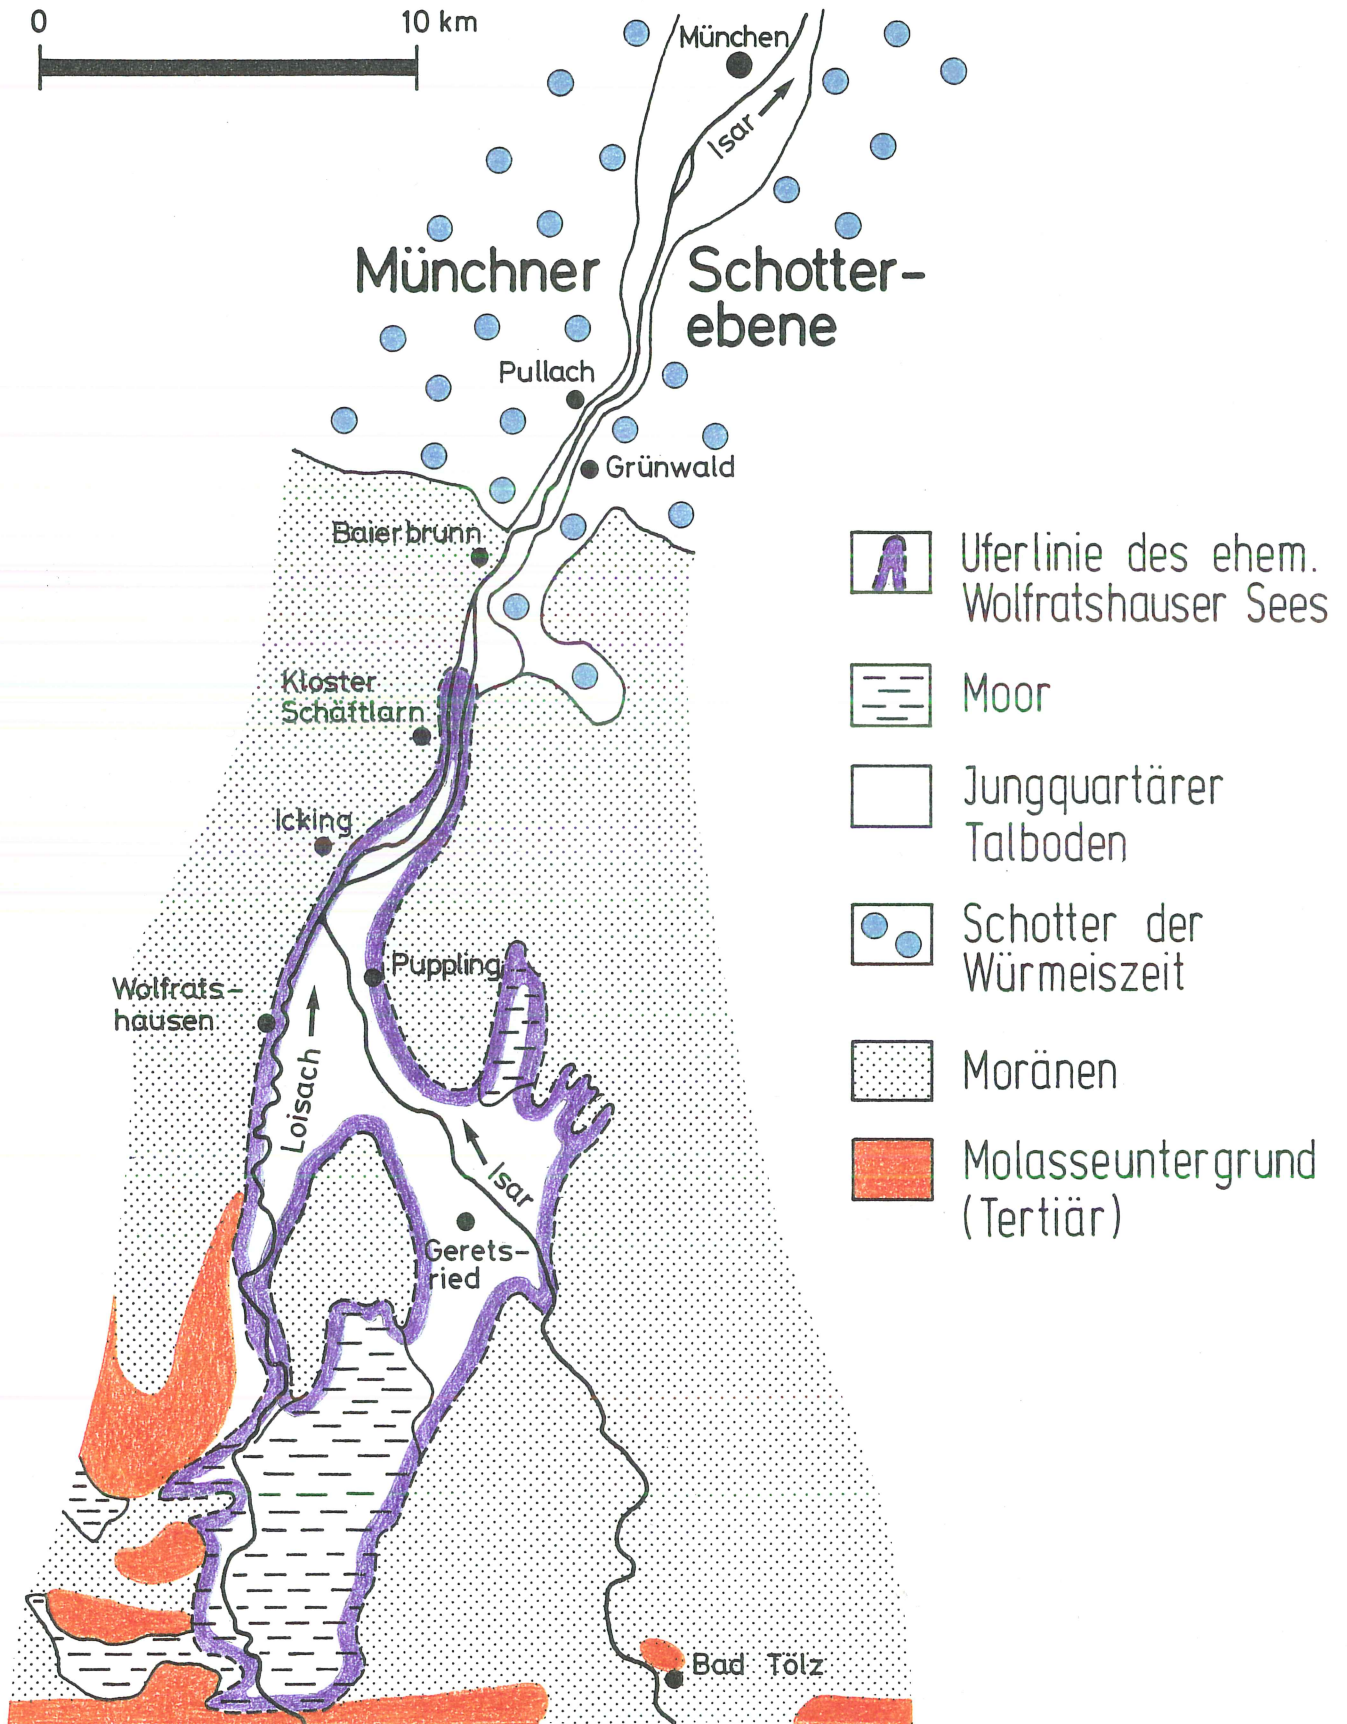 0 10 km
München
Isar
Münchner Schotter-
ebene
Pullach
Grünwald
Baierbrunn
Kloster
Schäftlarn
Icking
Puppling
Wolfrats-
hausen
Loisach
Isar
Gerets-
ried
Bad Tölz
Uferlinie des ehem.
Wolfratshauser Sees
Moor
Jungquartärer
Talboden
Schotter der
Würmeiszeit
Moränen
Molasseuntergrund
(Tertiär)